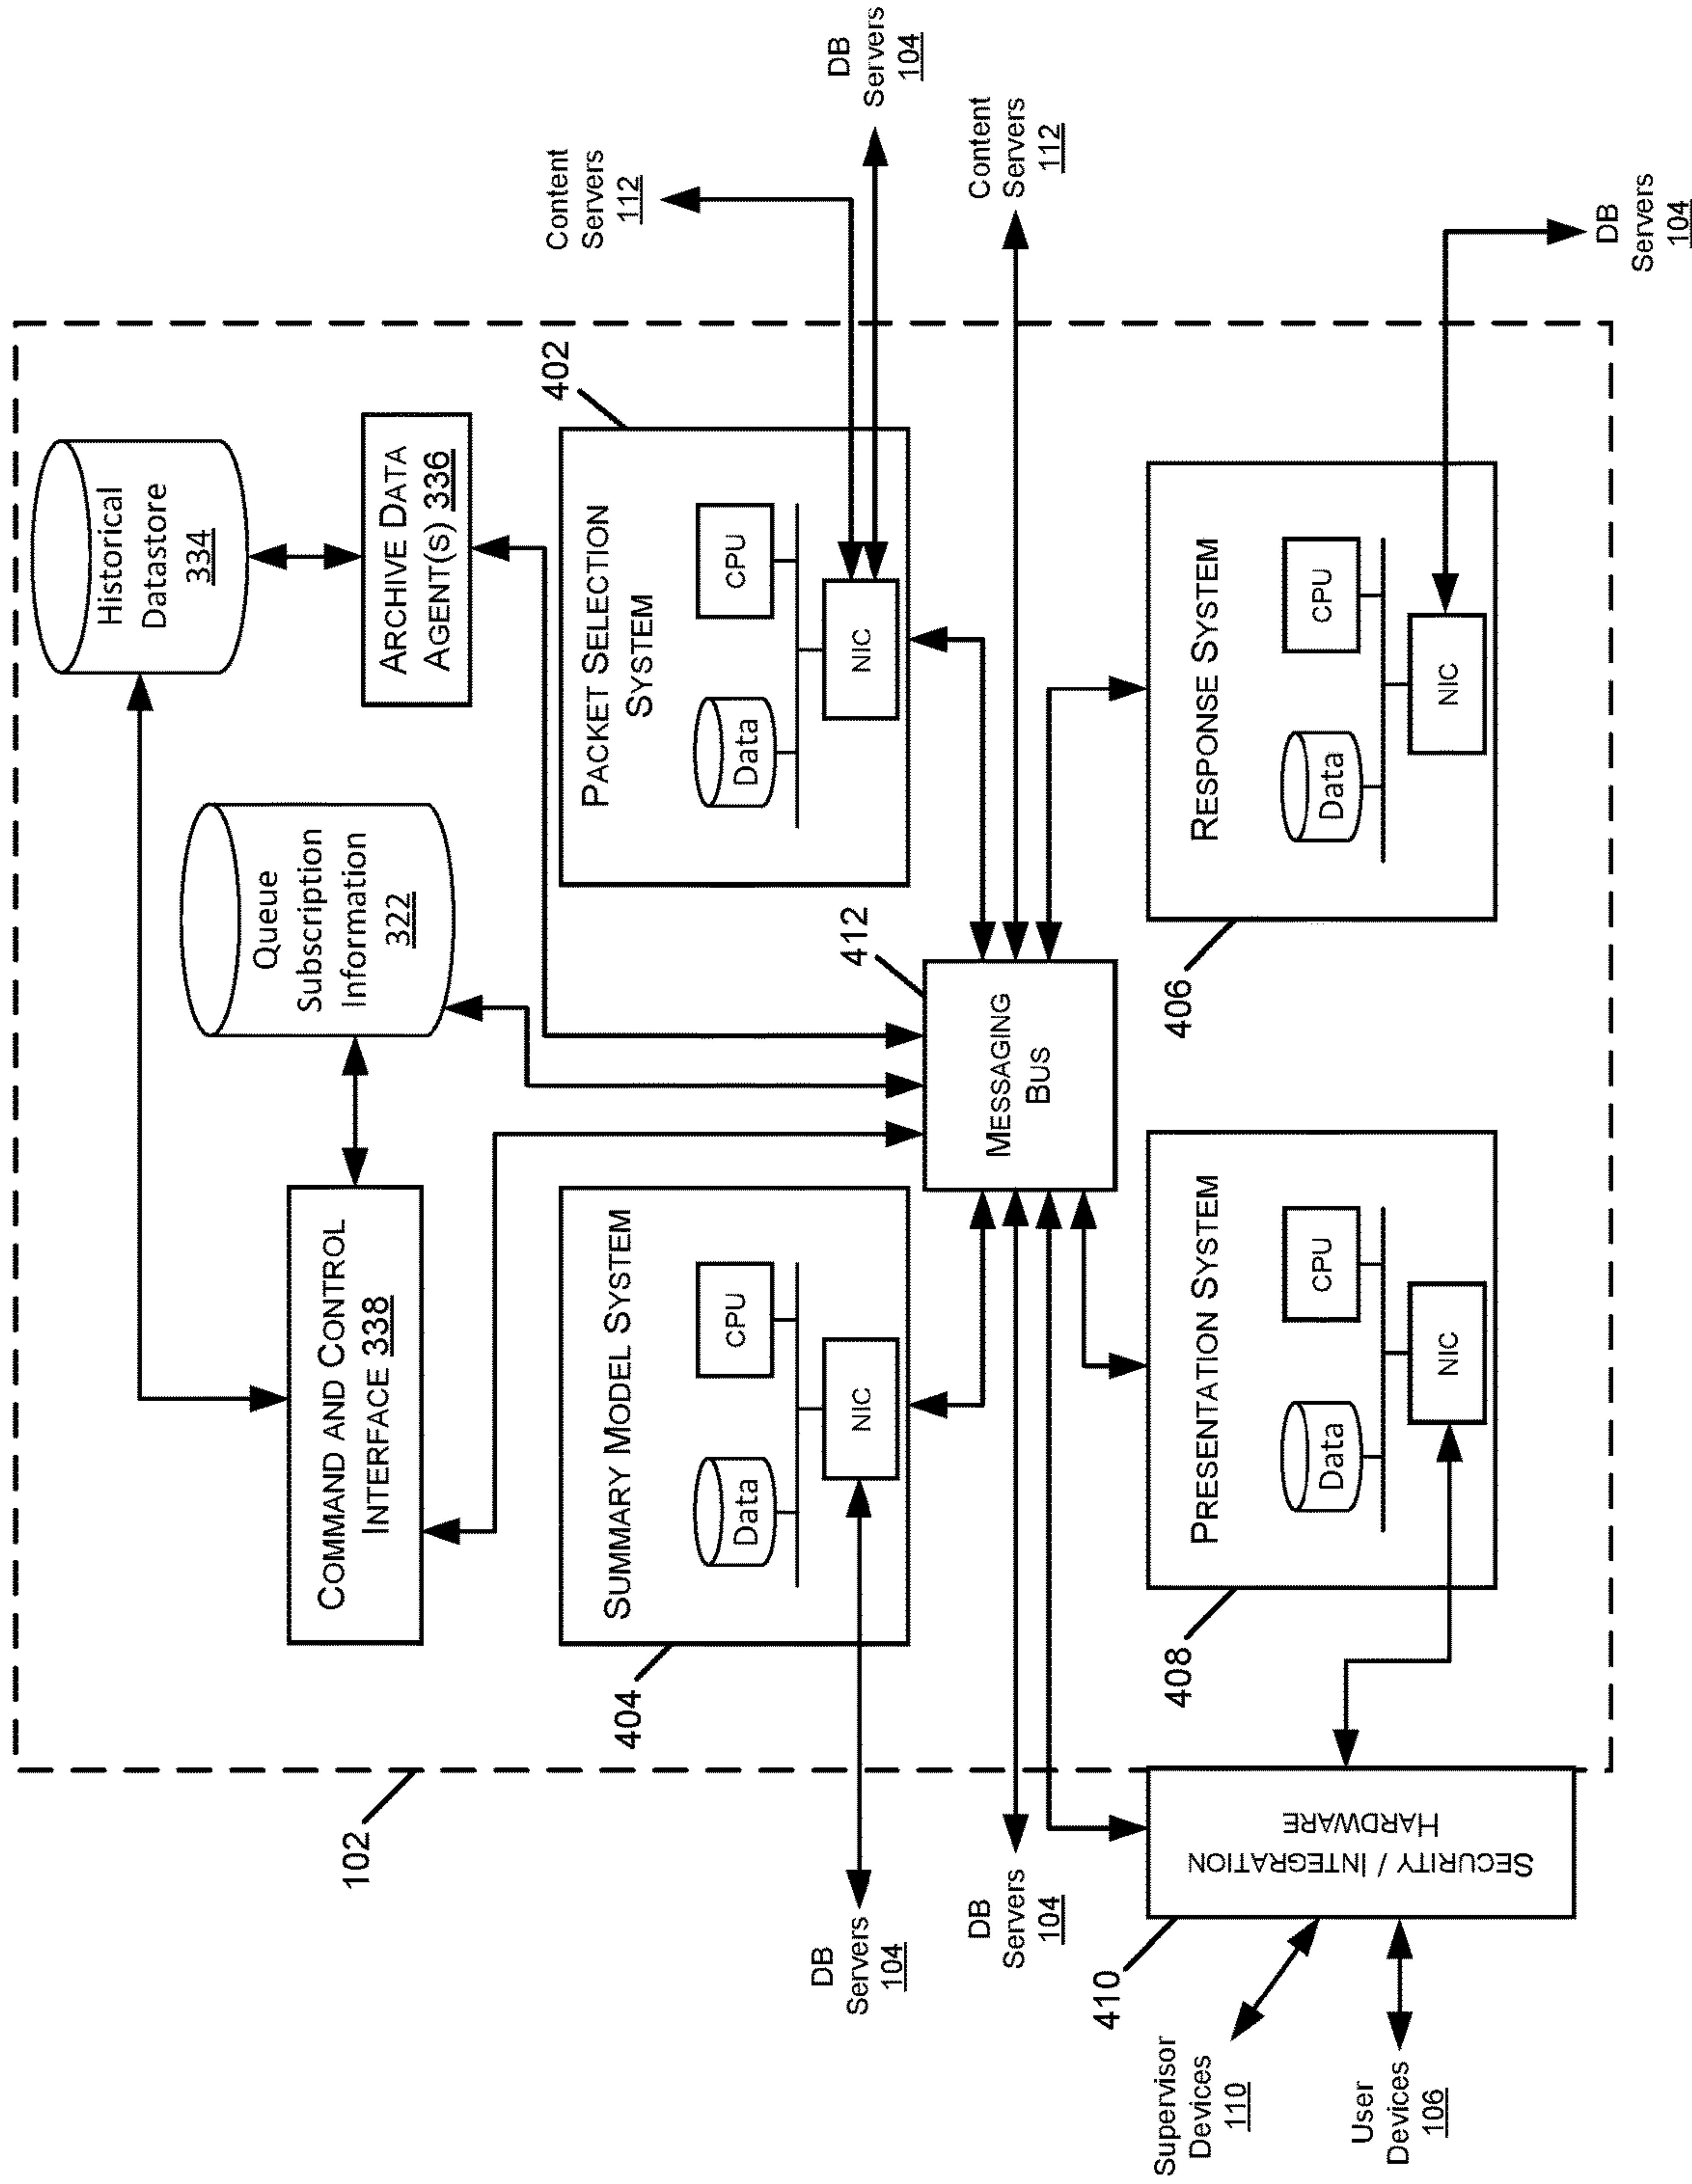 102
COMMAND AND CONTROL
INTERFACE 338
Queue
Subscription
Information
322
Historical
Datastore
334
ARCHIVE DATA
AGENT(S) 336
404
SUMMARY MODEL SYSTEM
Data
CPU
NIC
DB
Servers
104
402
PACKET SELECTION
SYSTEM
Data
CPU
NIC
Content
Servers
112
DB
Servers
104
412
MESSAGING
BUS
DB
Servers
104
Content
Servers
112
408
PRESENTATION SYSTEM
Data
CPU
NIC
406
RESPONSE SYSTEM
Data
CPU
NIC
DB
Servers
104
410
SECURITY / INTEGRATION
HARDWARE
Supervisor
Devices
110
User
Devices
106